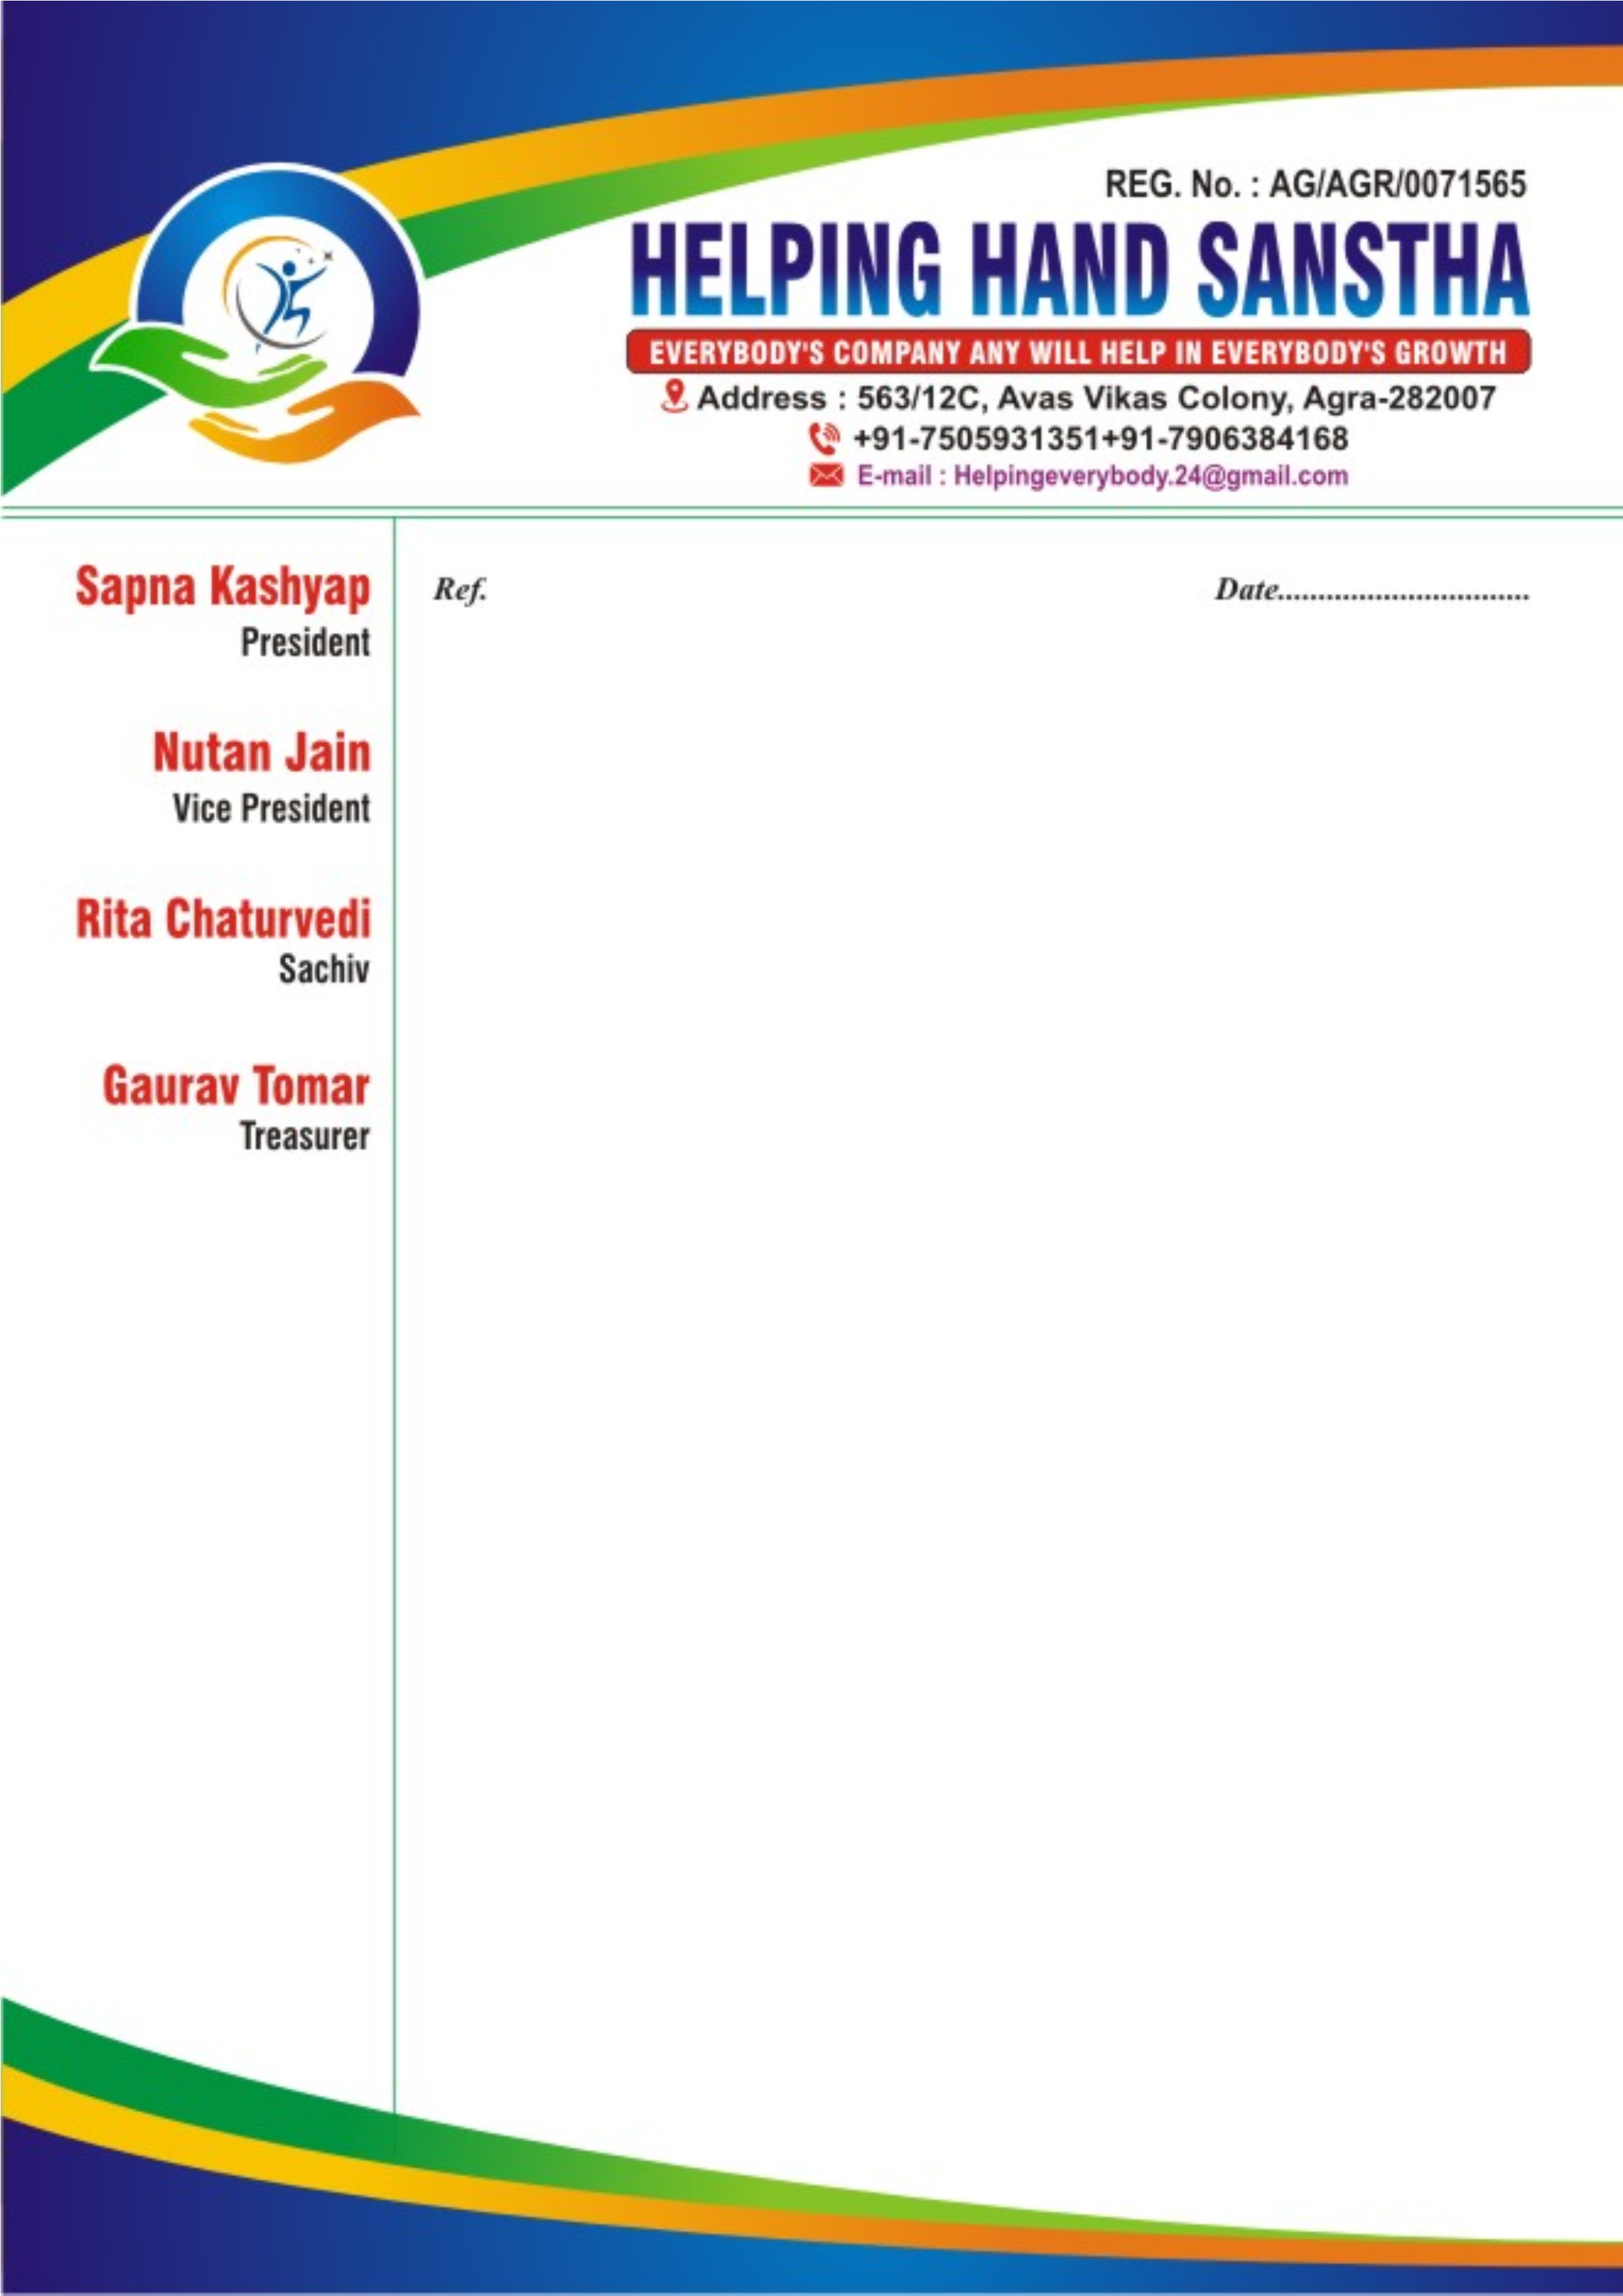 REG. No. : AG/AGR/0071565
HELPING HAND SANSTHA
EVERYBODY'S COMPANY ANY WILL HELP IN EVERYBODY'S GROWTH
Address : 563/12C, Avas Vikas Colony, Agra-282007
+91-7505931351+91-7906384168
E-mail : Helpingeverybody.24@gmail.com
Sapna Kashyap
President
Nutan Jain
Vice President
Rita Chaturvedi
Sachiv
Gaurav Tomar
Treasurer
Ref. Date...............................